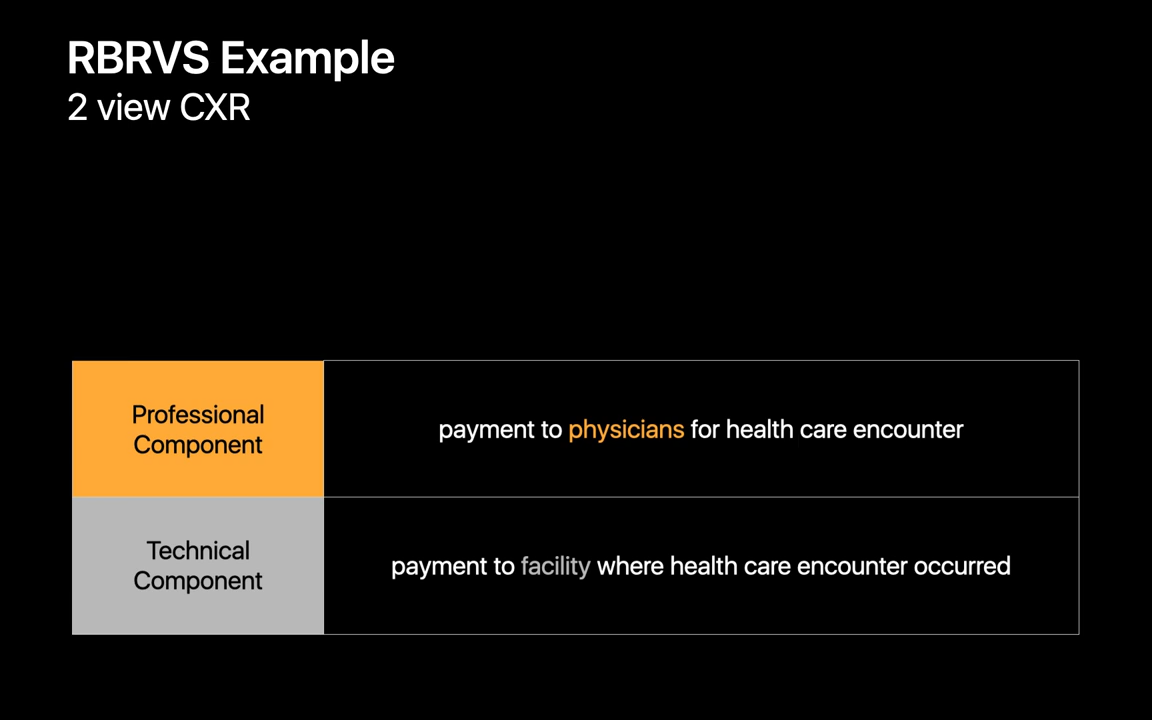 RBRVS Example
2 view CXR
Professional
Component
payment to physicians for health care encounter
Technical
Component
payment to facility where health care encounter occurred